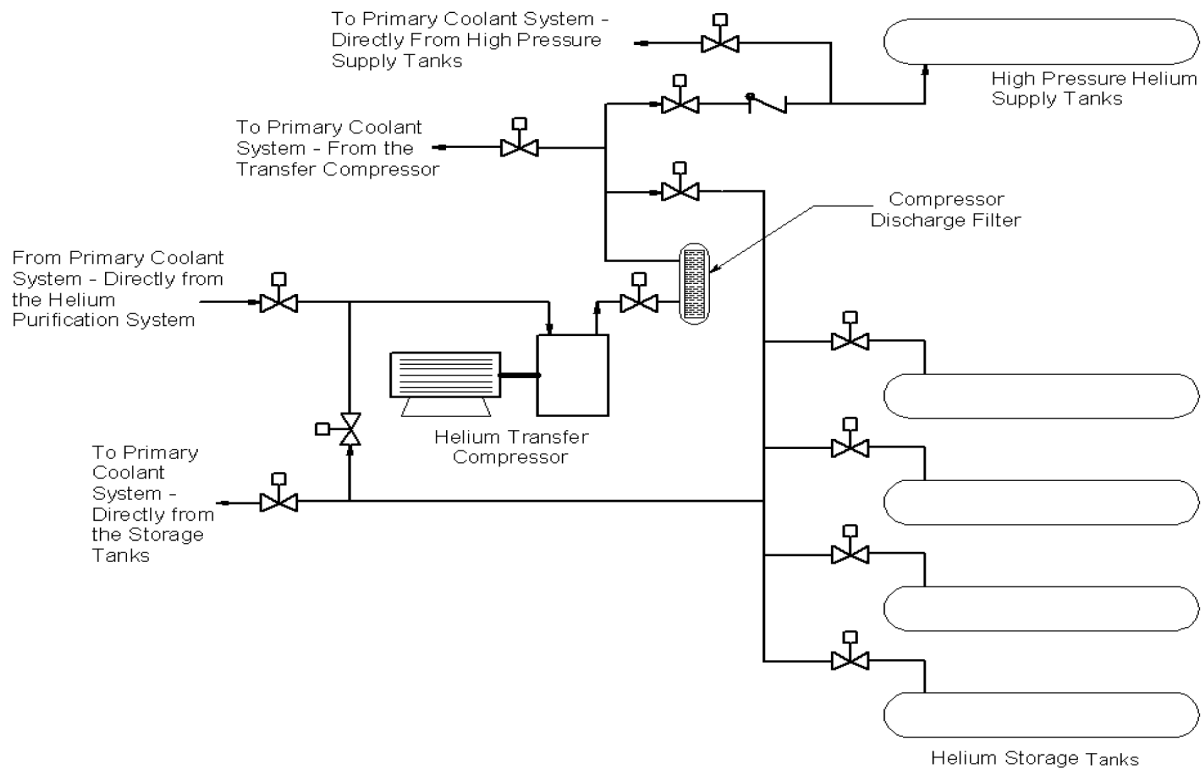 To Primary Coolant System -
Directly From High Pressure
Supply Tanks
High Pressure Helium
Supply Tanks
To Primary Coolant
System - From the
Transfer Compressor
Compressor
Discharge Filter
From Primary Coolant
System - Directly from
the Helium
Purification System
Helium Transfer
Compressor
To Primary
Coolant
System -
Directly from
the Storage
Tanks
Helium Storage Tanks